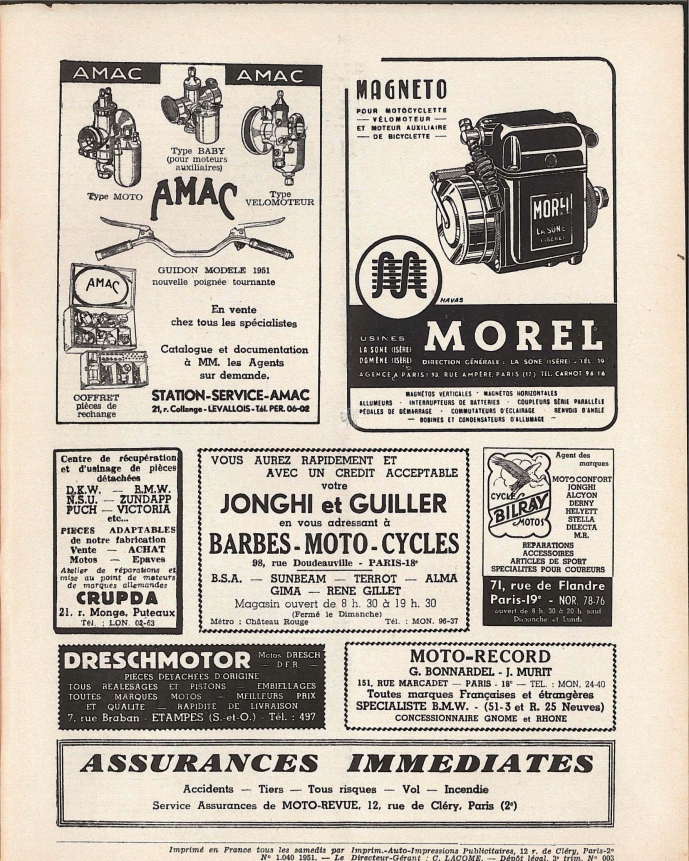 AMAC AMAC
Type MOTO
Type BABY
(pour moteurs
auxiliaires)
Type
VELOMOTEUR
AMAC
GUIDON MODELE 1951
nouvelle poignée tournante
AMAC
En vente
chez tous les spécialistes
Catalogue et documentation
à MM. les Agents
sur demande.
COFFRET
pièces de
rechange
STATION-SERVICE-AMAC
21, r. Collange - LEVALLOIS - Tél. PER. 06-02
MAGNETO
POUR MOTOCYCLETTE
— VÉLOMOTEUR —
ET MOTEUR AUXILIAIRE
— DE BICYCLETTE —
MOREL
LA SONE
(ISÈRE)
HAVAS
USINES
LA SONE (ISÈRE)
DOMÈNE (ISÈRE)
MOREL
DIRECTION GÉNÉRALE : LA SONE (ISÈRE) - TÉL. 19
AGENCE A PARIS : 93, RUE AMPÈRE, PARIS (17) TÉL. CARNOT 96 16
MAGNÉTOS VERTICALES • MAGNÉTOS HORIZONTALES
ALLUMEURS • INTERRUPTEURS DE BATTERIES • COUPLEURS SÉRIE PARALLÈLE
PÉDALES DE DÉMARRAGE • COMMUTATEURS D'ÉCLAIRAGE • RENVOIS D'ANGLE
— BOBINES ET CONDENSATEURS D'ALLUMAGE —
Centre de récupération
et d'usinage de pièces
détachées
D.K.W. — B.M.W.
N.S.U. — ZUNDAPP
PUCH — VICTORIA
etc...
PIECES ADAPTABLES
de notre fabrication
Vente — ACHAT
Motos — Epaves
Atelier de réparations et
mise au point de moteurs
de marques allemandes
CRUPDA
21, r. Monge, Puteaux
Tél. : LON. 02-63
VOUS AUREZ RAPIDEMENT ET
AVEC UN CREDIT ACCEPTABLE
votre
JONGHI et GUILLER
en vous adressant à
BARBES-MOTO-CYCLES
98, rue Doudeauville - PARIS-18e
B.S.A. — SUNBEAM — TERROT — ALMA
GIMA — RENE GILLET
Magasin ouvert de 8 h. 30 à 19 h. 30
(Fermé le Dimanche)
Métro : Château Rouge Tél. : MON. 96-37
CYCLE
BILRAY
MOTOS
Agent des
marques
MOTOCONFORT
JONGHI
ALCYON
DERNY
HELYETT
STELLA
DILECTA
M.R.
REPARATIONS
ACCESSOIRES
ARTICLES DE SPORT
SPECIALITES POUR COUREURS
71, rue de Flandre
Paris-19e - NOR. 78-76
ouvert de 8 h. 30 à 20 h. sauf
Dimanche et Lundi
DRESCHMOTOR Motos DRESCH
— D.F.R. —
PIECES DETACHEES D'ORIGINE
TOUS REALESAGES ET PISTONS — EMBIELLAGES
TOUTES MARQUES MOTOS — MEILLEURS PRIX
ET QUALITE — RAPIDITE DE LIVRAISON
7, rue Braban - ETAMPES (S.-et-O.) - Tél. : 497
MOTO-RECORD
G. BONNARDEL - J. MURIT
151, RUE MARCADET — PARIS - 18e — TEL. : MON. 24-40
Toutes marques Françaises et étrangères
SPECIALISTE B.M.W. - (51-3 et R. 25 Neuves)
CONCESSIONNAIRE GNOME et RHONE
ASSURANCES IMMEDIATES
Accidents — Tiers — Tous risques — Vol — Incendie
Service Assurances de MOTO-REVUE, 12, rue de Cléry, Paris (2e)
Imprimé en France tous les samedis par Imprim.-Auto-Impressions Publicitaires, 12 r. de Cléry, Paris-2e
N° 1.040 1951. — Le Directeur-Gérant : C. LACOME. — Dépôt légal, 3e trim. N° 003